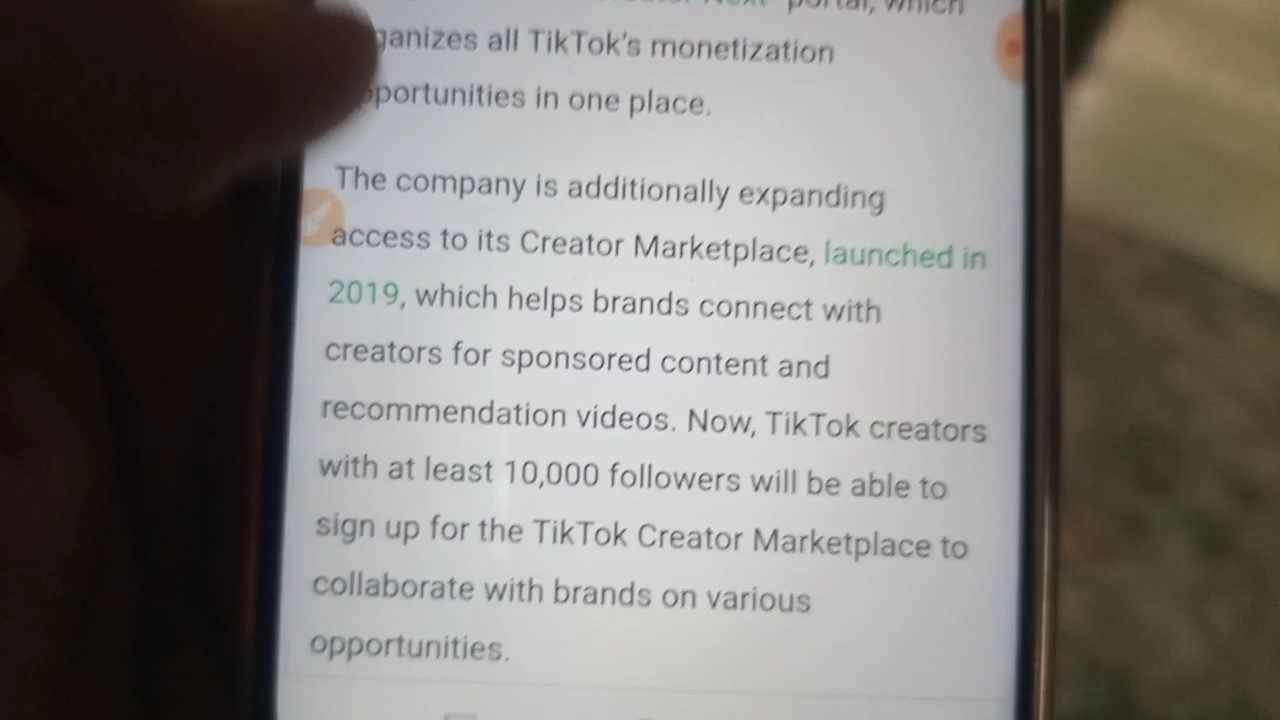 portal, which
ganizes all TikTok's monetization
portunities in one place.
The company is additionally expanding
access to its Creator Marketplace, launched in
2019, which helps brands connect with
creators for sponsored content and
recommendation videos. Now, TikTok creators
with at least 10,000 followers will be able to
sign up for the TikTok Creator Marketplace to
collaborate with brands on various
opportunities.